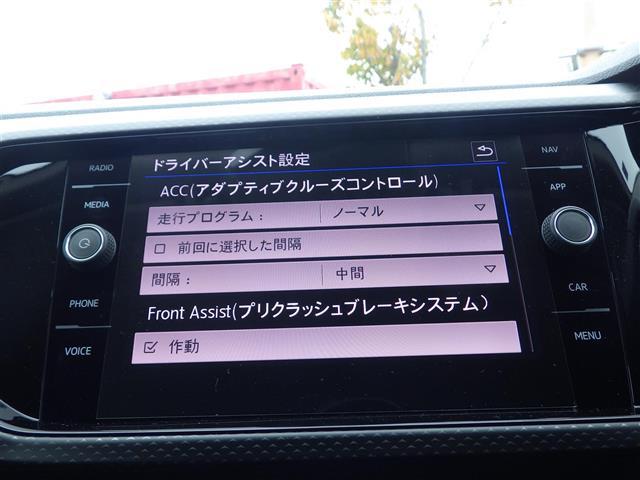 RADIO
MEDIA
PHONE
VOICE
ドライバーアシスト設定
ACC(アダプティブクルーズコントロール)
走行プログラム : ノーマル
前回に選択した間隔
間隔 : 中間
Front Assist(プリクラッシュブレーキシステム)
作動
NAV
APP
CAR
MENU